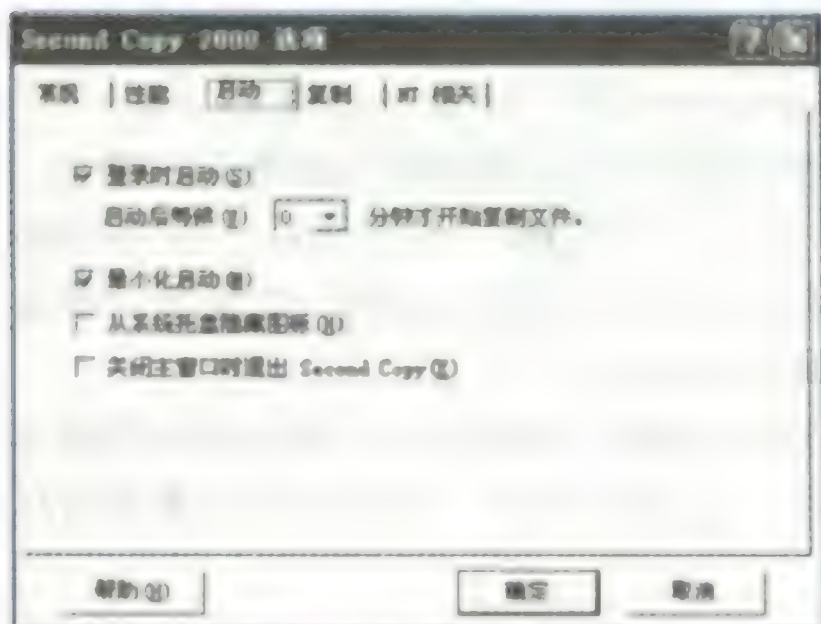 Second Copy 2000 选项
常规 性能 启动 复制 NT 相关
登录时启动(S)
启动后等候 0 分钟才开始复制文件。
最小化启动
从系统托盘隐藏图标
关闭主窗口时退出 Second Copy
帮助(H)
确定 取消